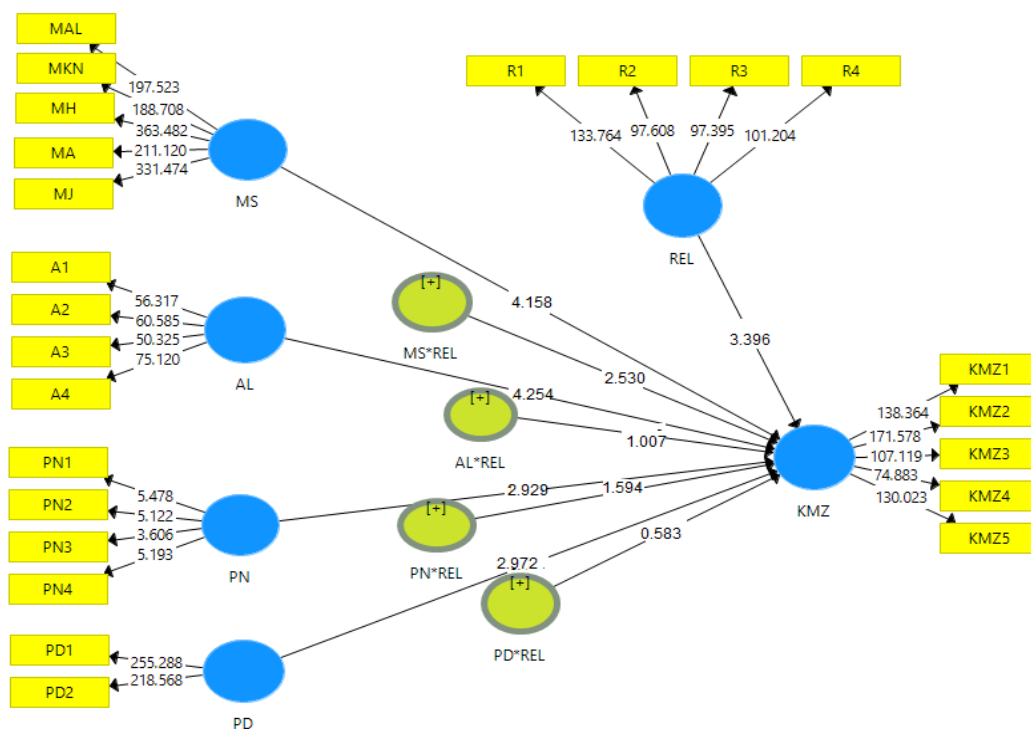 MAL
MKN
MH
MA
MJ
197.523
188.708
363.482
211.120
331.474
MS
R1
R2
R3
R4
133.764
97.608
97.395
101.204
REL
A1
A2
A3
A4
56.317
60.585
50.325
75.120
AL
[+]
MS*REL
4.158
2.530
3.396
[+]
AL*REL
4.254
1.007
PN1
PN2
PN3
PN4
5.478
5.122
3.606
5.193
PN
[+]
PN*REL
2.929
1.594
PD1
PD2
255.288
218.568
PD
[+]
PD*REL
2.972
0.583
KMZ
138.364
171.578
107.119
74.883
130.023
KMZ1
KMZ2
KMZ3
KMZ4
KMZ5